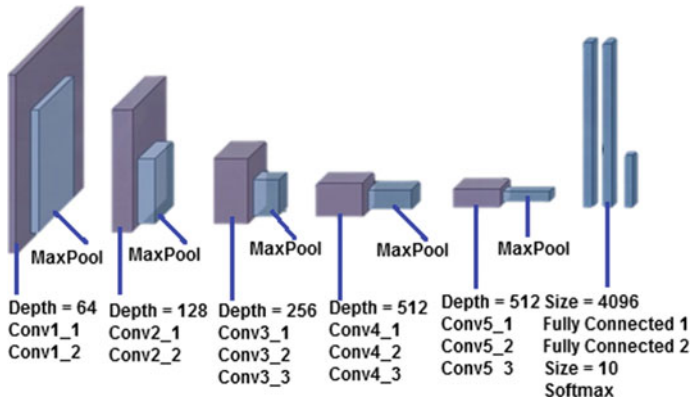 MaxPool
MaxPool
MaxPool
MaxPool
MaxPool
Depth = 64
Conv1_1
Conv1_2
Depth = 128
Conv2_1
Conv2_2
Depth = 256
Conv3_1
Conv3_2
Conv3_3
Depth = 512
Conv4_1
Conv4_2
Conv4_3
Depth = 512
Conv5_1
Conv5_2
Conv5_3
Size = 4096
Fully Connected 1
Fully Connected 2
Size = 10
Softmax